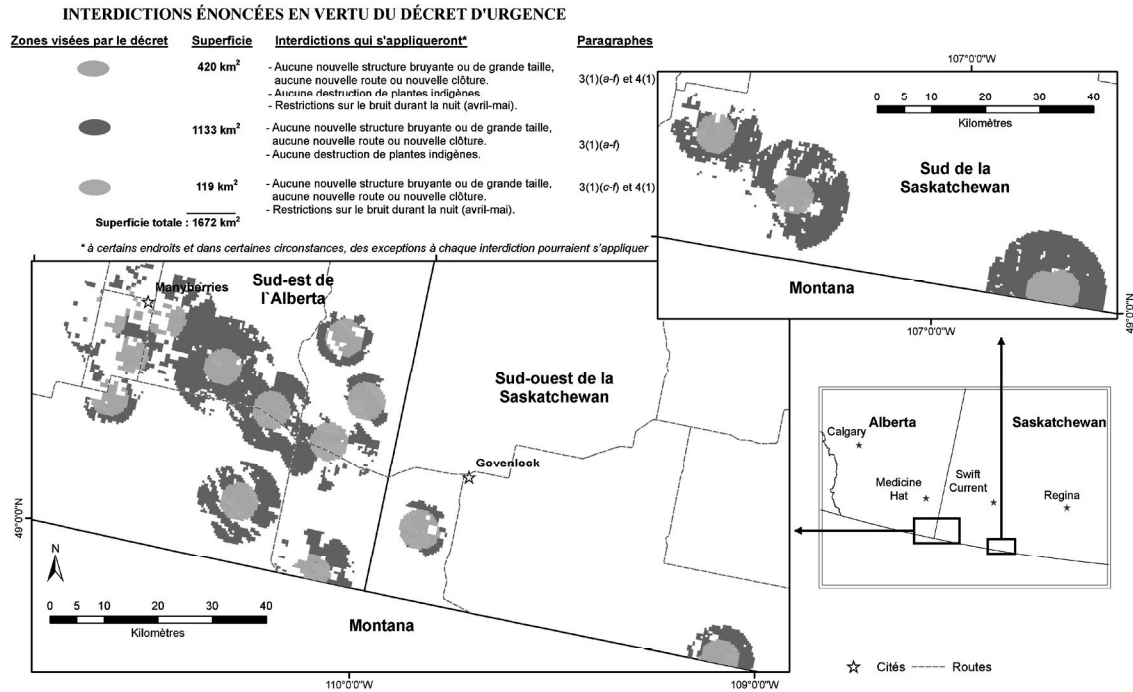 INTERDICTIONS ÉNONCÉES EN VERTU DU DÉCRET D'URGENCE
Zones visées par le décret Superficie Interdictions qui s'appliqueront* Paragraphes
420 km² - Aucune nouvelle structure bruyante ou de grande taille, 3(1)(a-f) et 4(1)
aucune nouvelle route ou nouvelle clôture.
- Aucune destruction de plantes indigènes
- Restrictions sur le bruit durant la nuit (avril-mai).
1133 km² - Aucune nouvelle structure bruyante ou de grande taille, 3(1)(a-f)
aucune nouvelle route ou nouvelle clôture.
- Aucune destruction de plantes indigènes.
119 km² - Aucune nouvelle structure bruyante ou de grande taille, 3(1)(c-f) et 4(1)
aucune nouvelle route ou nouvelle clôture.
- Restrictions sur le bruit durant la nuit (avril-mai).
Superficie totale : 1672 km²
* à certains endroits et dans certaines circonstances, des exceptions à chaque interdiction pourraient s'appliquer
107°0'0"W
0 5 10 20 30 40
Kilomètres
Sud de la
Saskatchewan
Montana
107°0'0"W
49°0'0"N
Sud-est de
l`Alberta
Manyberries
Sud-ouest de la
Saskatchewan
Govenlook
49°0'0"N
N
0 5 10 20 30 40
Kilomètres
Montana
110°0'0"W
109°0'0"W
Alberta Saskatchewan
Calgary
Medicine
Hat
Swift
Current
Regina
Cités Routes